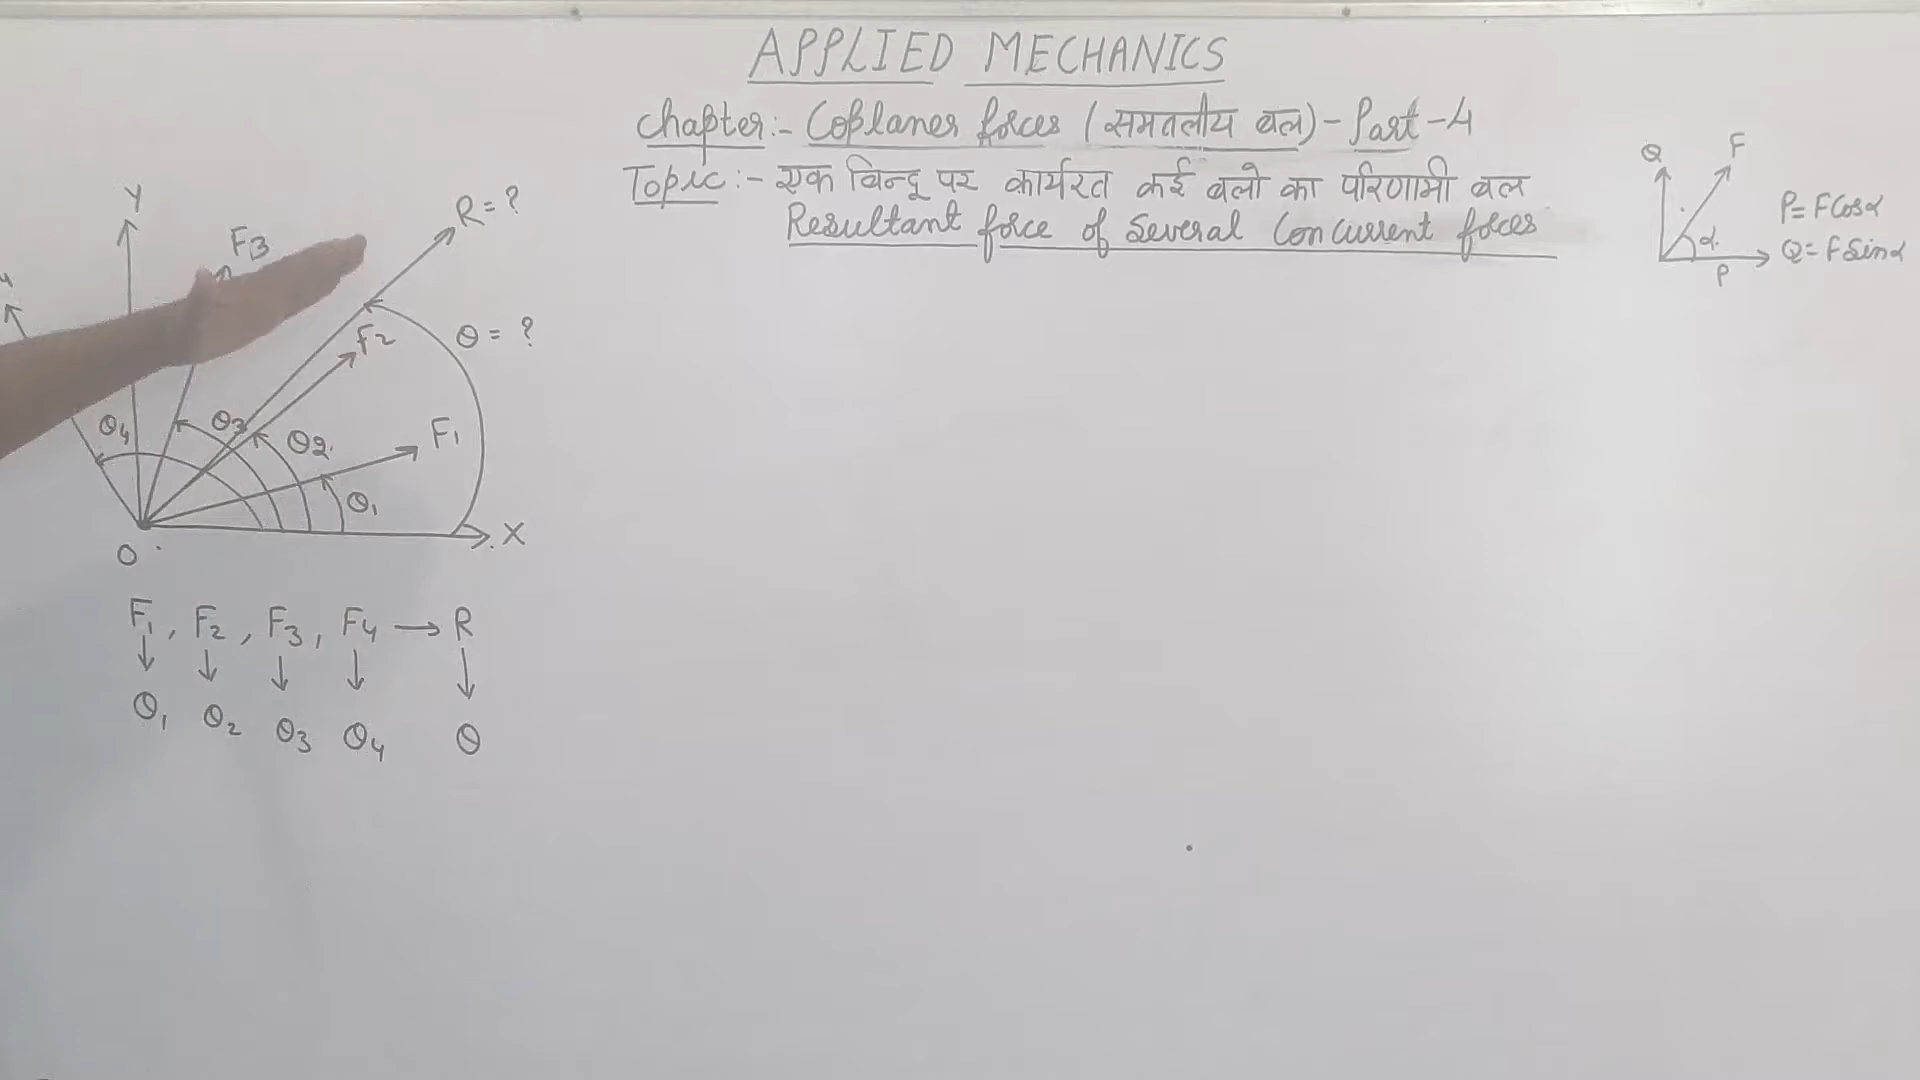 APPLIED MECHANICS
Chapter:- Coplaner forces (समतलीय बल) - Part-4
Topic:- एक बिन्दू पर कार्यरत कई बलो का परिणामी बल
Resultant force of Several Concurrent forces
Y
R = ?
F3
θ = ?
F2
F1
θ4
θ3
θ2
θ1
X
O
F1, F2, F3, F4 → R
↓ ↓ ↓ ↓ ↓
θ1 θ2 θ3 θ4 θ
Q
F
α
P
P = F Cosα
Q = F Sinα